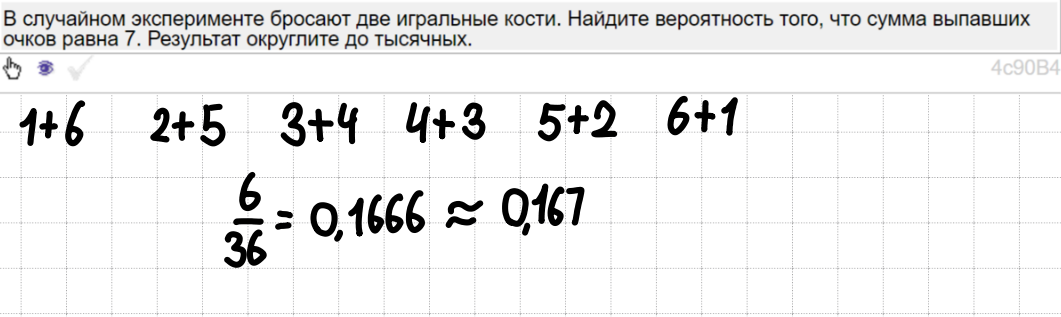 В случайном эксперименте бросают две игральные кости. Найдите вероятность того, что сумма выпавших
очков равна 7. Результат округлите до тысячных.
4c90B4
1+6 2+5 3+4 4+3 5+2 6+1
6/36 = 0,1666 ≈ 0,167